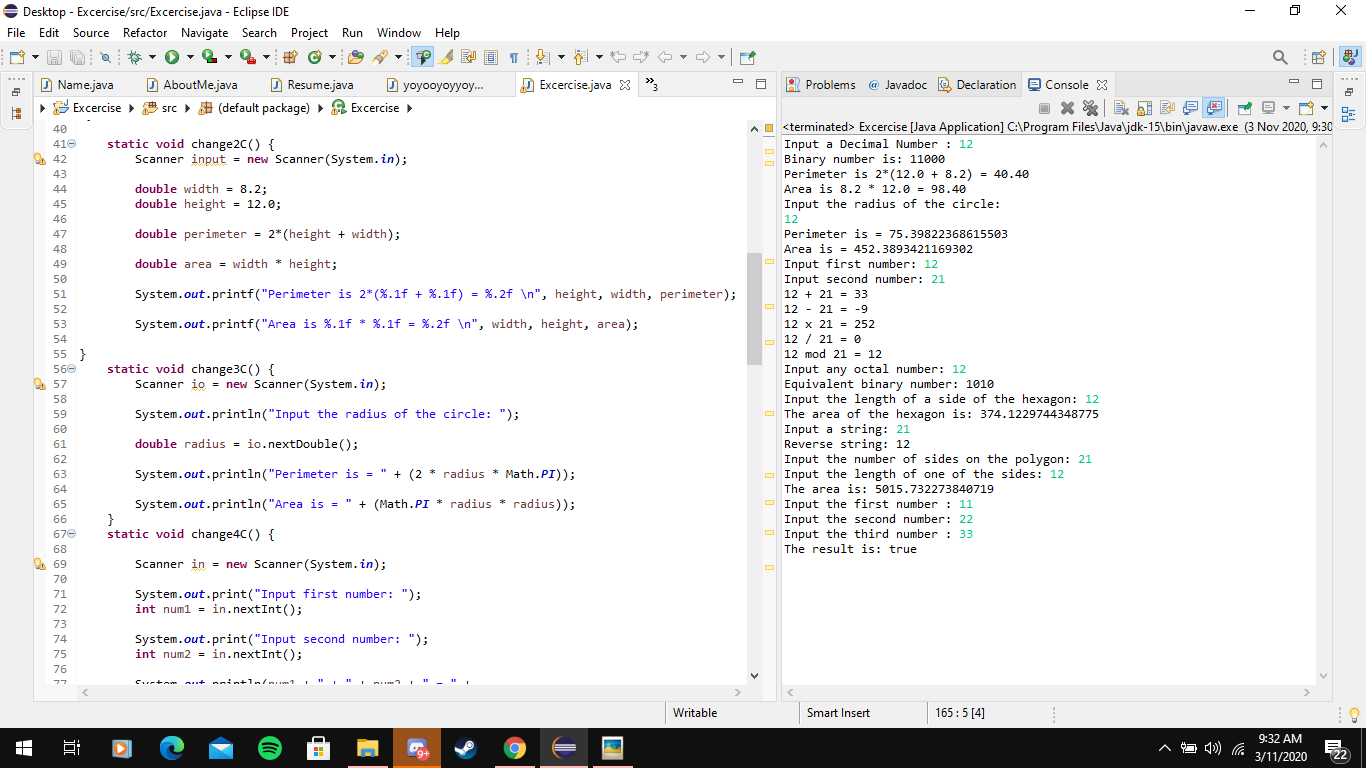 Desktop - Excercise/src/Excercise.java - Eclipse IDE
File Edit Source Refactor Navigate Search Project Run Window Help
Name.java AboutMe.java Resume.java yoyooyoyyoy... Excercise.java »3
Excercise src (default package) Excercise
40
41 static void change2C() {
42 Scanner input = new Scanner(System.in);
43
44 double width = 8.2;
45 double height = 12.0;
46
47 double perimeter = 2*(height + width);
48
49 double area = width * height;
50
51 System.out.printf("Perimeter is 2*(%.1f + %.1f) = %.2f \n", height, width, perimeter);
52
53 System.out.printf("Area is %.1f * %.1f = %.2f \n", width, height, area);
54
55 }
56 static void change3C() {
57 Scanner io = new Scanner(System.in);
58
59 System.out.println("Input the radius of the circle: ");
60
61 double radius = io.nextDouble();
62
63 System.out.println("Perimeter is = " + (2 * radius * Math.PI));
64
65 System.out.println("Area is = " + (Math.PI * radius * radius));
66 }
67 static void change4C() {
68
69 Scanner in = new Scanner(System.in);
70
71 System.out.print("Input first number: ");
72 int num1 = in.nextInt();
73
74 System.out.print("Input second number: ");
75 int num2 = in.nextInt();
76
77 System.out.println(num1 + " + " + num2 + " = " +
Problems @ Javadoc Declaration Console
<terminated> Excercise [Java Application] C:\Program Files\Java\jdk-15\bin\javaw.exe (3 Nov 2020, 9:30
Input a Decimal Number : 12
Binary number is: 11000
Perimeter is 2*(12.0 + 8.2) = 40.40
Area is 8.2 * 12.0 = 98.40
Input the radius of the circle:
12
Perimeter is = 75.39822368615503
Area is = 452.3893421169302
Input first number: 12
Input second number: 21
12 + 21 = 33
12 - 21 = -9
12 x 21 = 252
12 / 21 = 0
12 mod 21 = 12
Input any octal number: 12
Equivalent binary number: 1010
Input the length of a side of the hexagon: 12
The area of the hexagon is: 374.1229744348775
Input a string: 21
Reverse string: 12
Input the number of sides on the polygon: 21
Input the length of one of the sides: 12
The area is: 5015.732273840719
Input the first number : 11
Input the second number: 22
Input the third number : 33
The result is: true
Writable Smart Insert 165 : 5 [4]
9+
9:32 AM
3/11/2020
22